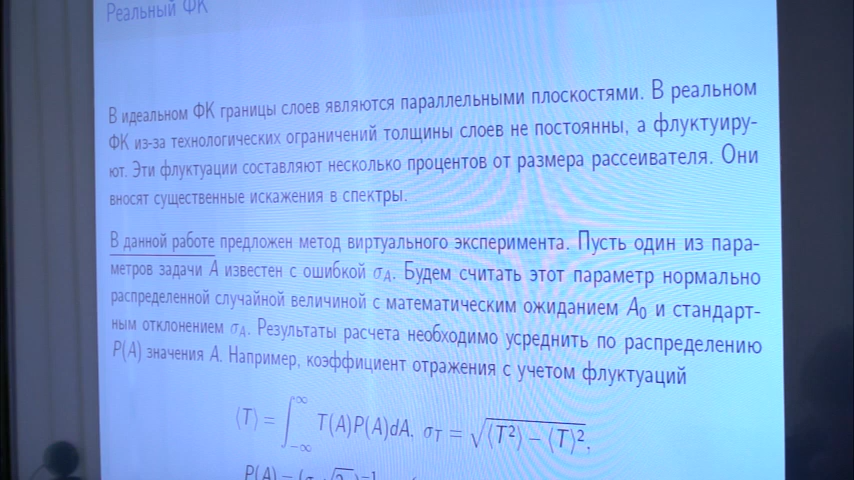 Реальный ФК
В идеальном ФК границы слоев являются параллельными плоскостями. В реальном
ФК из-за технологических ограничений толщины слоев не постоянны, а флуктуиру-
ют. Эти флуктуации составляют несколько процентов от размера рассеивателя. Они
вносят существенные искажения в спектры.
В данной работе предложен метод виртуального эксперимента. Пусть один из пара-
метров задачи A известен с ошибкой σ_A. Будем считать этот параметр нормально
распределенной случайной величиной с математическим ожиданием A₀ и стандарт-
ным отклонением σ_A. Результаты расчета необходимо усреднить по распределению
P(A) значения A. Например, коэффициент отражения с учетом флуктуаций
⟨T⟩ = ∫_{-∞}^{∞} T(A)P(A)dA, σ_T = √(⟨T²⟩ − ⟨T⟩²),
P(A) =